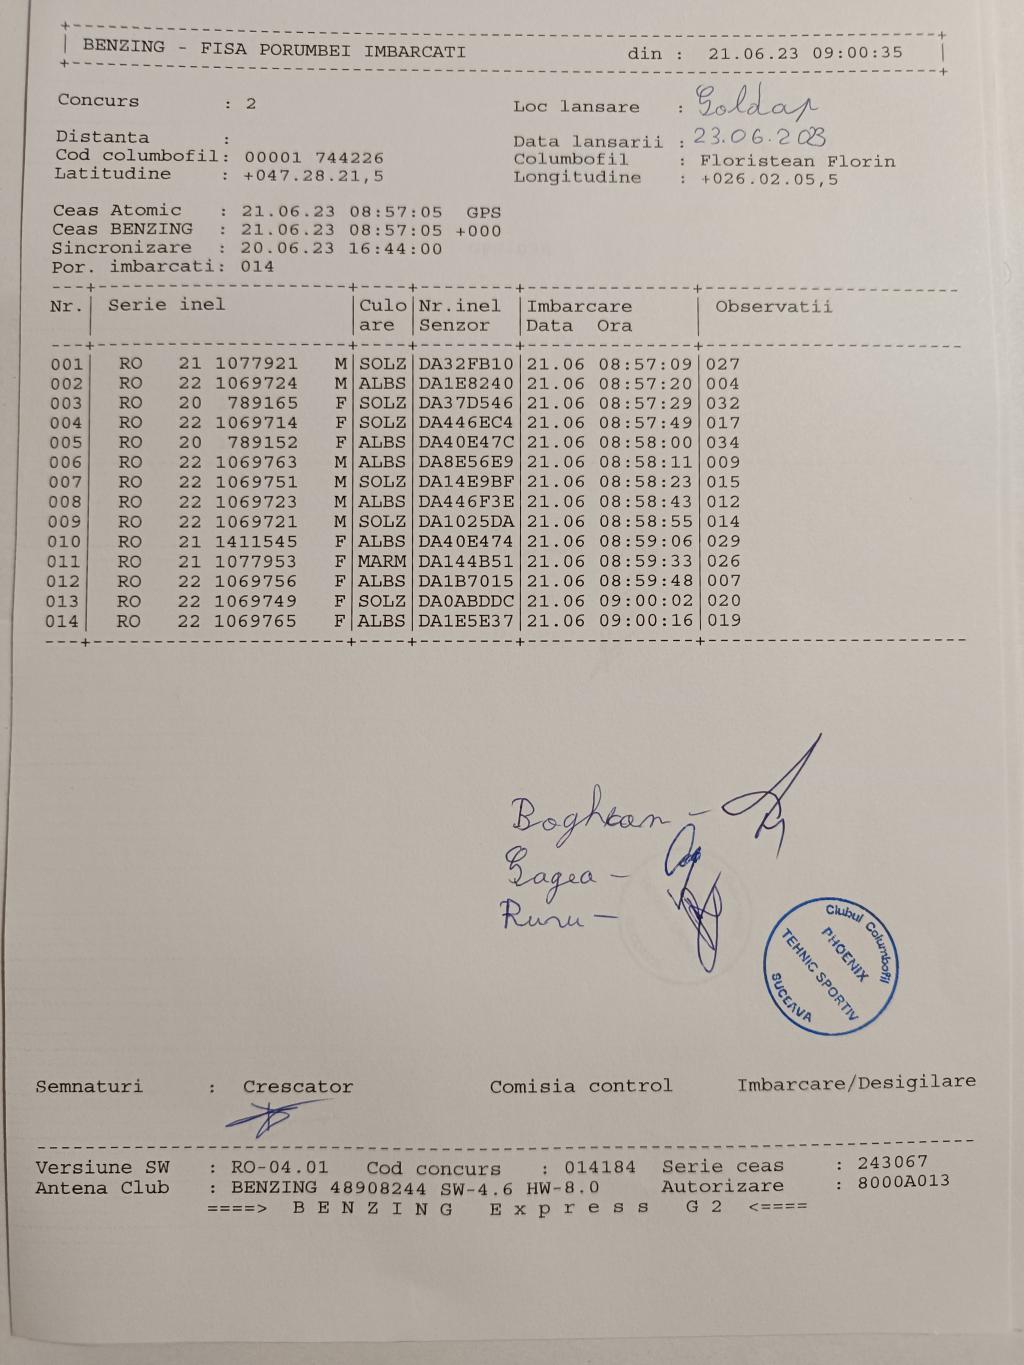 BENZING - FISA PORUMBEI IMBARCATI din : 21.06.23 09:00:35
Concurs : 2 Loc lansare : Goldap
Distanta : Data lansarii : 23.06.2023
Cod columbofil: 00001 744226 Columbofil : Floristean Florin
Latitudine : +047.28.21,5 Longitudine : +026.02.05,5
Ceas Atomic : 21.06.23 08:57:05 GPS
Ceas BENZING : 21.06.23 08:57:05 +000
Sincronizare : 20.06.23 16:44:00
Por. imbarcati: 014
Nr. Serie inel Culo Nr.inel Imbarcare Observatii
are Senzor Data Ora
001 RO 21 1077921 M SOLZ DA32FB10 21.06 08:57:09 027
002 RO 22 1069724 M ALBS DA1E8240 21.06 08:57:20 004
003 RO 20 789165 F SOLZ DA37D546 21.06 08:57:29 032
004 RO 22 1069714 F SOLZ DA446EC4 21.06 08:57:49 017
005 RO 20 789152 F ALBS DA40E47C 21.06 08:58:00 034
006 RO 22 1069763 M ALBS DA8E56E9 21.06 08:58:11 009
007 RO 22 1069751 M SOLZ DA14E9BF 21.06 08:58:23 015
008 RO 22 1069723 M ALBS DA446F3E 21.06 08:58:43 012
009 RO 22 1069721 M SOLZ DA1025DA 21.06 08:58:55 014
010 RO 21 1411545 F ALBS DA40E474 21.06 08:59:06 029
011 RO 21 1077953 F MARM DA144B51 21.06 08:59:33 026
012 RO 22 1069756 F ALBS DA1B7015 21.06 08:59:48 007
013 RO 22 1069749 F SOLZ DA0ABDDC 21.06 09:00:02 020
014 RO 22 1069765 F ALBS DA1E5E37 21.06 09:00:16 019
Boghean -
Gagea -
Rusu -
Clubul Columbofil
PHOENIX
TEHNIC SPORTIV
SUCEAVA
Semnaturi : Crescator Comisia control Imbarcare/Desigilare
Versiune SW : RO-04.01 Cod concurs : 014184 Serie ceas : 243067
Antena Club : BENZING 48908244 SW-4.6 HW-8.0 Autorizare : 8000A013
====> B E N Z I N G E x p r e s s G 2 <====